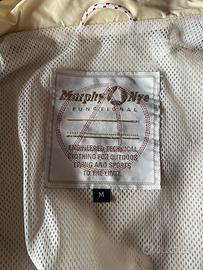 Murphy Nye
FUNCTIONAL
ENGINEERED TECHNICAL
CLOTHING FOR OUTDOOR
LIVING AND SPORTS
TO THE LIMIT.
M